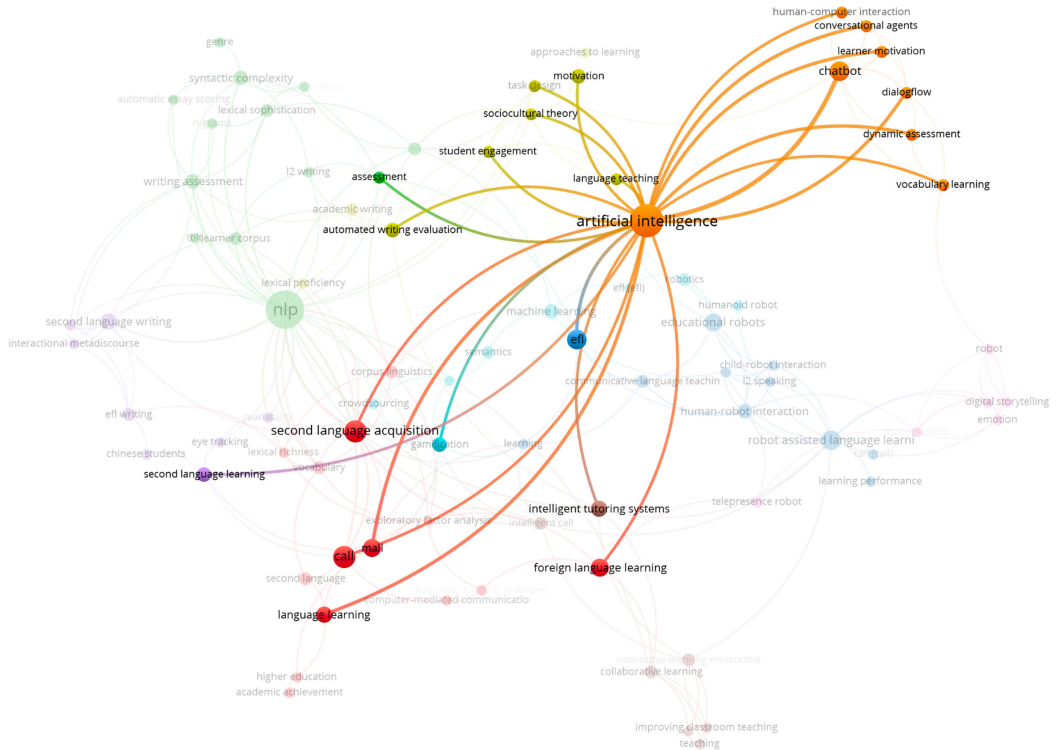 human-computer interaction
conversational agents
genre
learner motivation
approaches to learning
chatbot
syntactic complexity
motivation
task design
dialogflow
automatic essay scoring
lexical sophistication
sociocultural theory
dynamic assessment
student engagement
l2 writing
assessment
language teaching
writing assessment
vocabulary learning
academic writing
artificial intelligence
automated writing evaluation
learner corpus
lexical proficiency
robotics
efl (efl)
humanoid robot
nlp
machine learning
second language writing
educational robots
efl
interactional metadiscourse
semantics
robot
child-robot interaction
corpus linguistics
communicative language teachin
l2 speaking
crowdsourcing
digital storytelling
human-robot interaction
efl writing
emotion
second language acquisition
gamification
learning
robot assisted language learni
eye tracking
chinese students
lexical richness
vocabulary
second language learning
learning performance
telepresence robot
intelligent tutoring systems
exploratory factor analysis
intelligent call
mall
call
foreign language learning
second language
computer-mediated communicatio
language learning
interactive learning environme
collaborative learning
higher education
academic achievement
improving classroom teaching
teaching